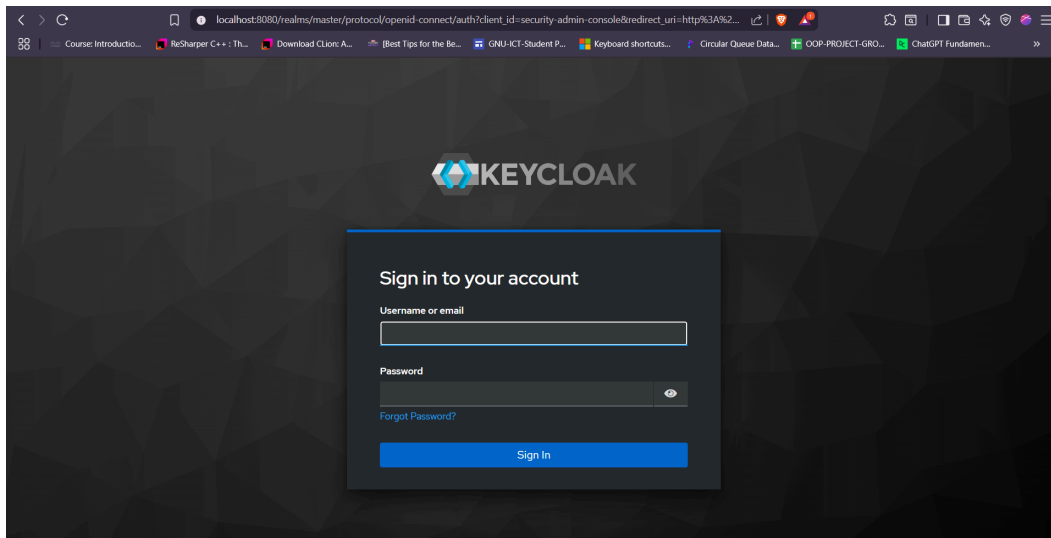 localhost:8080/realms/master/protocol/openid-connect/auth?client_id=security-admin-console&redirect_uri=http%3A%2...
Course: Introductio... ReSharper C++ : Th... Download CLion: A... [Best Tips for the Be... GNU-ICT-Student P... Keyboard shortcuts... Circular Queue Data... OOP-PROJECT-GRO... ChatGPT Fundamen... »
KEYCLOAK
Sign in to your account
Username or email
Password
Forgot Password?
Sign In